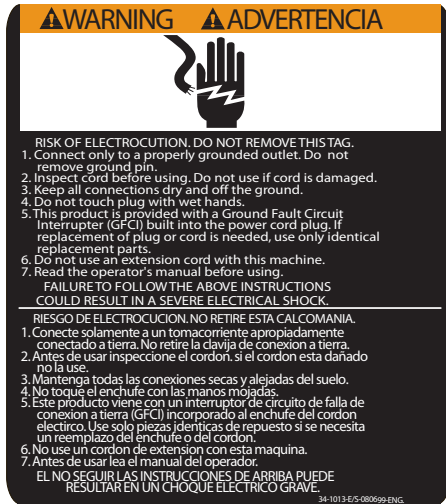 WARNING ADVERTENCIA
RISK OF ELECTROCUTION. DO NOT REMOVE THIS TAG.
1. Connect only to a properly grounded outlet. Do not
remove ground pin.
2. Inspect cord before using. Do not use if cord is damaged.
3. Keep all connections dry and off the ground.
4. Do not touch plug with wet hands.
5. This product is provided with a Ground Fault Circuit
Interrupter (GFCI) built into the power cord plug. If
replacement of plug or cord is needed, use only identical
replacement parts.
6. Do not use an extension cord with this machine.
7. Read the operator's manual before using.
FAILURE TO FOLLOW THE ABOVE INSTRUCTIONS
COULD RESULT IN A SEVERE ELECTRICAL SHOCK.
RIESGO DE ELECTROCUCION. NO RETIRE ESTA CALCOMANIA.
1. Conecte solamente a un tomacorriente apropiadamente
conectado a tierra. No retire la clavija de conexion a tierra.
2. Antes de usar inspeccione el cordon. si el cordon esta dañado
no la use.
3. Mantenga todas las conexiones secas y alejadas del suelo.
4. No toque el enchufe con las manos mojadas.
5. Este producto viene con un interruptor de circuito de falla de
conexion a tierra (GFCI) incorporado al enchufe del cordon
electirco. Use solo piezas identicas de repuesto si se necesita
un reemplazo del enchufe o del cordon.
6. No use un cordon de extension con esta maquina.
7. Antes de usar lea el manual del operador.
EL NO SEGUIR LAS INSTRUCCIONES DE ARRIBA PUEDE
RESULTAR EN UN CHOQUE ELECTRICO GRAVE.
34-1013-E/S-080699-ENG.